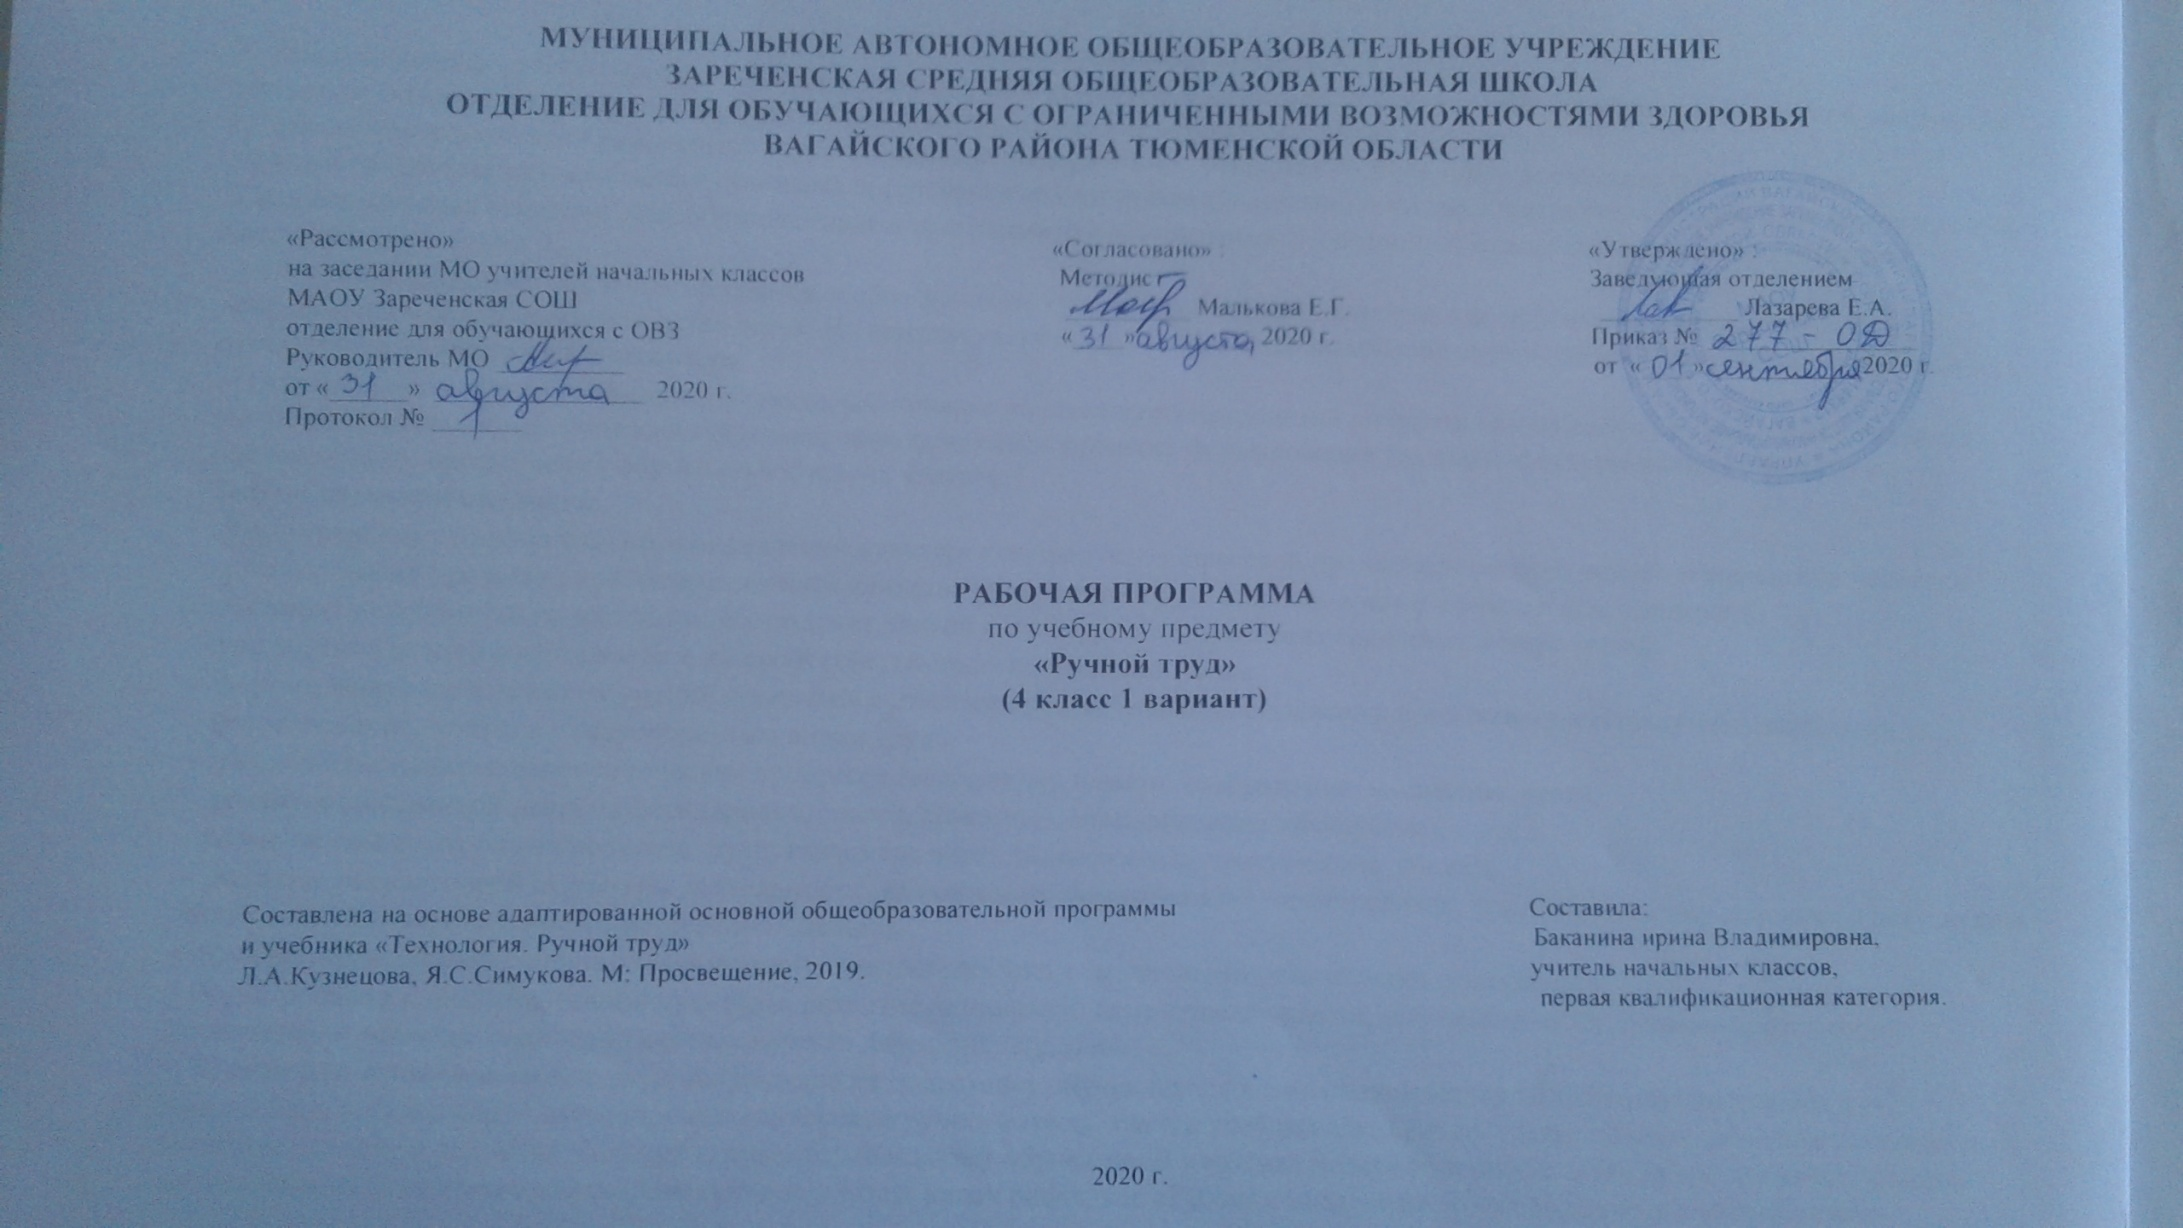 МУНИЦИПАЛЬНОЕ АВТОНОМНОЕ ОБЩЕОБРАЗОВАТЕЛЬНОЕ УЧРЕЖДЕНИЕ
ЗАРЕЧЕНСКАЯ СРЕДНЯЯ ОБЩЕОБРАЗОВАТЕЛЬНАЯ ШКОЛА
ОТДЕЛЕНИЕ ДЛЯ ОБУЧАЮЩИХСЯ С ОГРАНИЧЕННЫМИ ВОЗМОЖНОСТЯМИ ЗДОРОВЬЯ
ВАГАЙСКОГО РАЙОНА ТЮМЕНСКОЙ ОБЛАСТИ
«Рассмотрено»
на заседании МО учителей начальных классов
МАОУ Зареченская СОШ
отделение для обучающихся с ОВЗ
Руководитель МО
от « 31 » августа 2020 г.
Протокол № 1
«Согласовано» :
Методист
Малькова Е.Г.
« 31 » августа 2020 г.
«Утверждено» :
Заведующая отделением
Лазарева Е.А.
Приказ № 277 - ОД
от « 01 » сентября 2020 г.
РАБОЧАЯ ПРОГРАММА
по учебному предмету
«Ручной труд»
(4 класс 1 вариант)
Составлена на основе адаптированной основной общеобразовательной программы
и учебника «Технология. Ручной труд»
Л.А.Кузнецова, Я.С.Симукова. М: Просвещение, 2019.
Составила:
Баканина ирина Владимировна,
учитель начальных классов,
первая квалификационная категория.
2020 г.